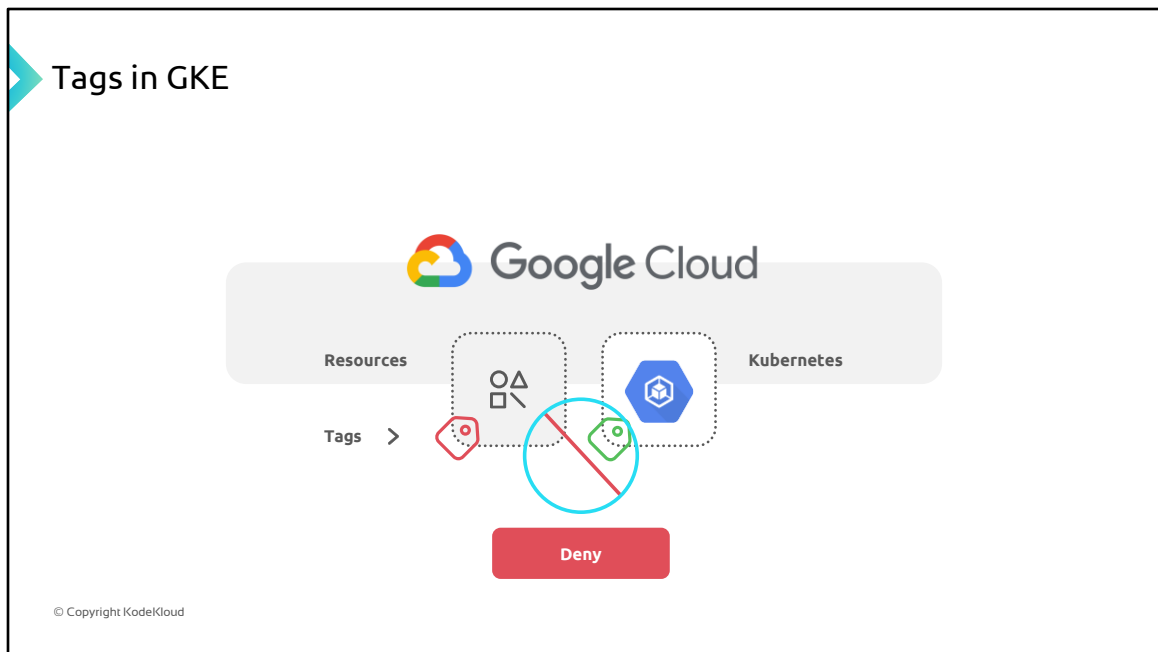 Tags in GKE
Google Cloud
Resources
Kubernetes
Tags
Deny
© Copyright KodeKloud